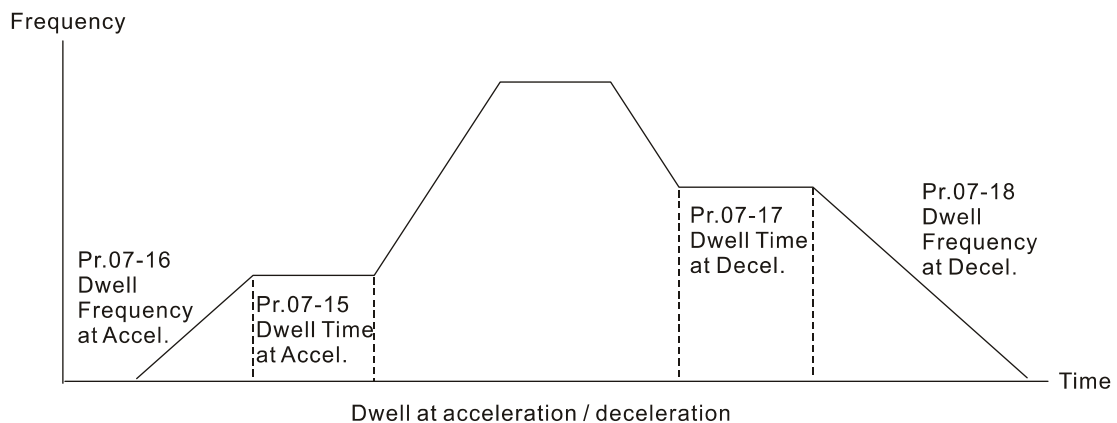 Frequency
Pr.07-16
Dwell
Frequency
at Accel.
Pr.07-15
Dwell Time
at Accel.
Pr.07-17
Dwell Time
at Decel.
Pr.07-18
Dwell
Frequency
at Decel.
Time
Dwell at acceleration / deceleration